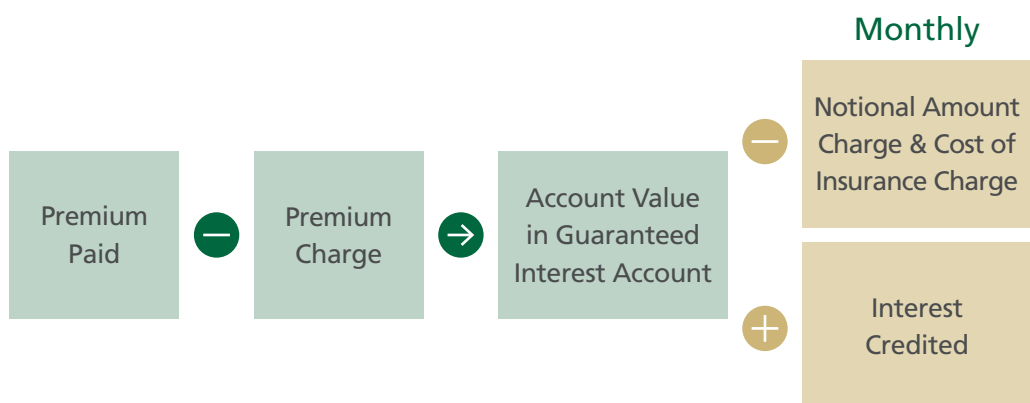 Monthly
Premium
Paid
Premium
Charge
Account Value
in Guaranteed
Interest Account
Notional Amount
Charge & Cost of
Insurance Charge
Interest
Credited